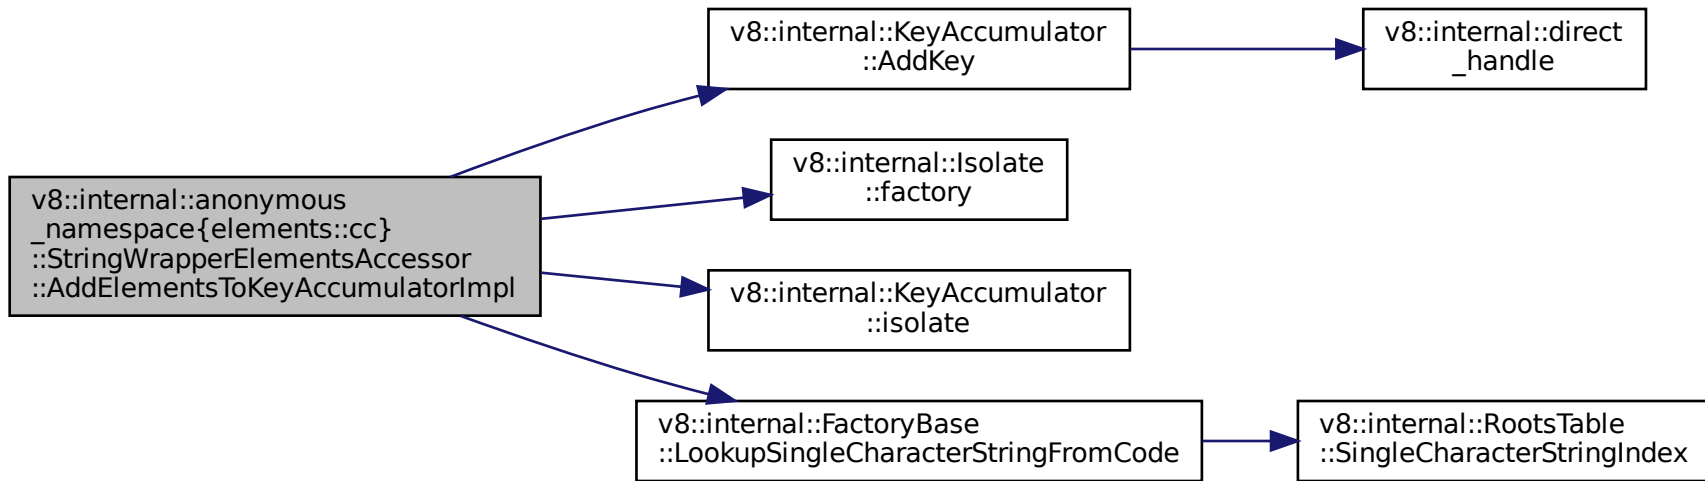 v8::internal::anonymous
_namespace{elements::cc}
::StringWrapperElementsAccessor
::AddElementsToKeyAccumulatorImpl
v8::internal::KeyAccumulator
::AddKey
v8::internal::direct
_handle
v8::internal::Isolate
::factory
v8::internal::KeyAccumulator
::isolate
v8::internal::FactoryBase
::LookupSingleCharacterStringFromCode
v8::internal::RootsTable
::SingleCharacterStringIndex